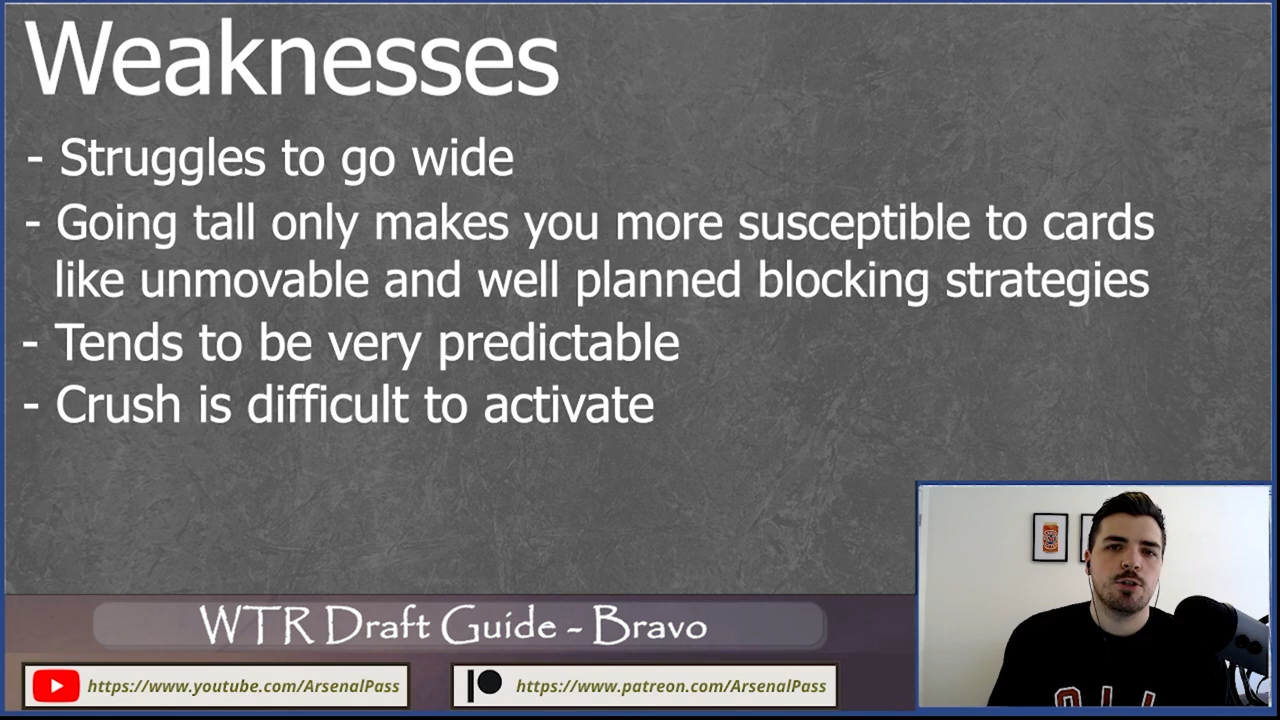 Weaknesses
- Struggles to go wide
- Going tall only makes you more susceptible to cards
like unmovable and well planned blocking strategies
- Tends to be very predictable
- Crush is difficult to activate
WTR Draft Guide - Bravo
https://www.youtube.com/ArsenalPass
https://www.patreon.com/ArsenalPass